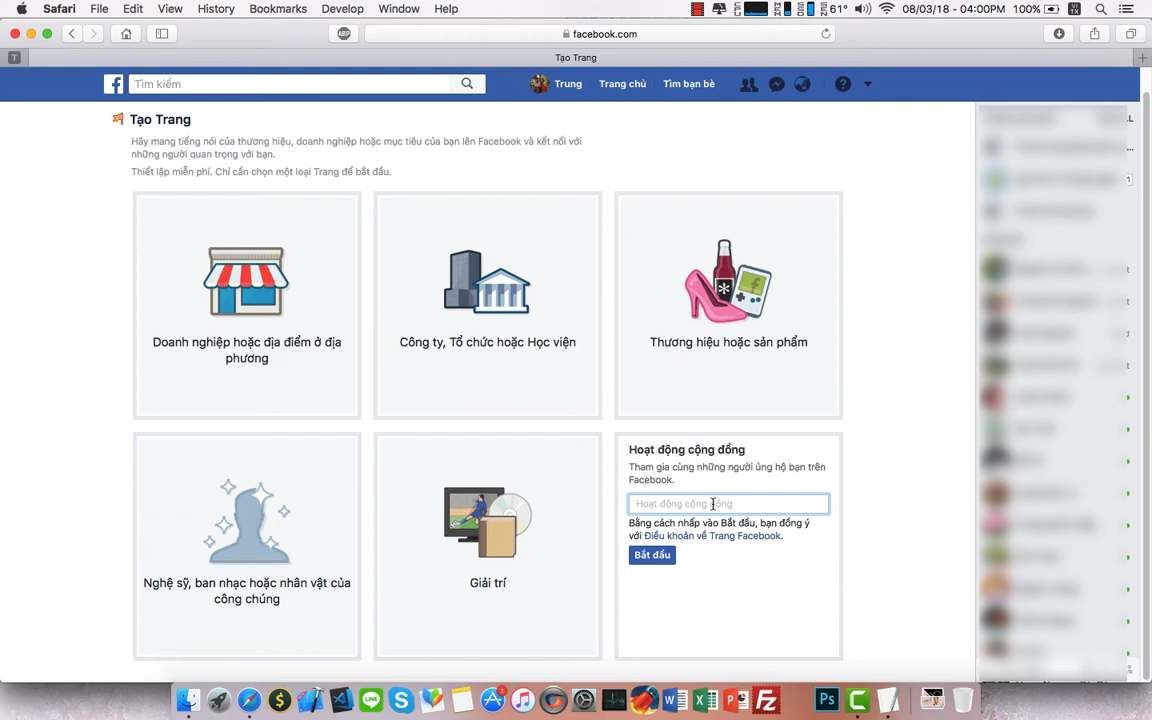 Safari File Edit View History Bookmarks Develop Window Help 61° 08/03/18 - 04:00PM 100%
ABP facebook.com
T Tạo Trang
Tìm kiếm Trung Trang chủ Tìm bạn bè
Tạo Trang
Hãy mang tiếng nói của thương hiệu, doanh nghiệp hoặc mục tiêu của bạn lên Facebook và kết nối với
những người quan trọng với bạn.
Thiết lập miễn phí. Chỉ cần chọn một loại Trang để bắt đầu.
Doanh nghiệp hoặc địa điểm ở địa
phương
Công ty, Tổ chức hoặc Học viện
Thương hiệu hoặc sản phẩm
Nghệ sỹ, ban nhạc hoặc nhân vật của
công chúng
Giải trí
Hoạt động cộng đồng
Tham gia cùng những người ủng hộ bạn trên
Facebook.
Hoạt động cộng đồng
Bằng cách nhấp vào Bắt đầu, bạn đồng ý
với Điều khoản về Trang Facebook.
Bắt đầu